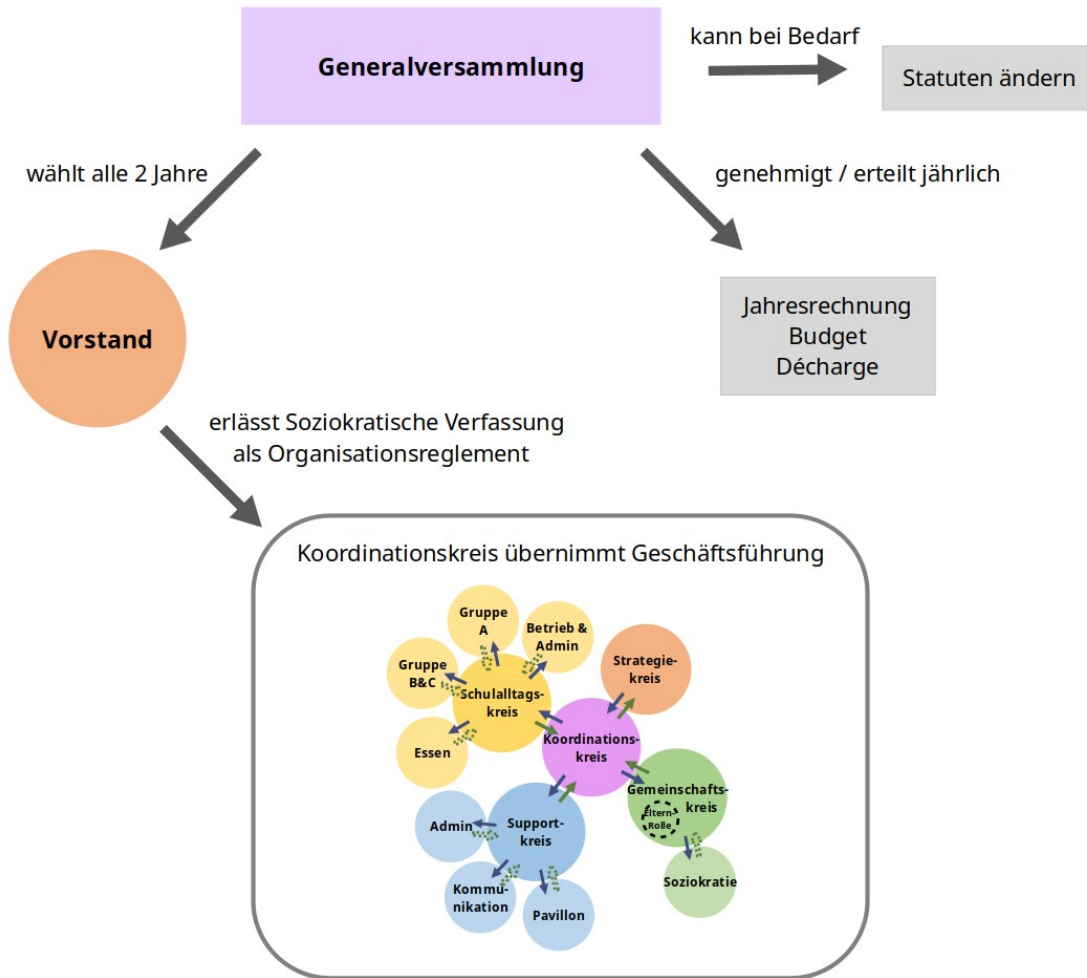 kann bei Bedarf
Generalversammlung
Statuten ändern
wählt alle 2 Jahre
genehmigt / erteilt jährlich
Vorstand
Jahresrechnung
Budget
Décharge
erlässt Soziokratische Verfassung
als Organisationsreglement
Koordinationskreis übernimmt Geschäftsführung
Gruppe
A
Betrieb &
Admin
Gruppe
B&C
Strategie-
kreis
Schulalltags-
kreis
Essen
Koordinations-
kreis
Gemeinschafts-
kreis
Eltern-
Rolle
Admin
Support-
kreis
Soziokratie
Kommu-
nikation
Pavillon